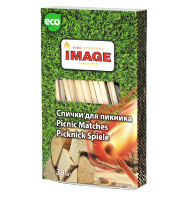 eco
IMAGE
Спички для пикника
Picnic Matches
Picknick Spiele